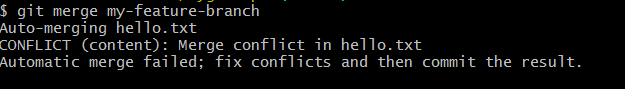 $ git merge my-feature-branch
Auto-merging hello.txt
CONFLICT (content): Merge conflict in hello.txt
Automatic merge failed; fix conflicts and then commit the result.